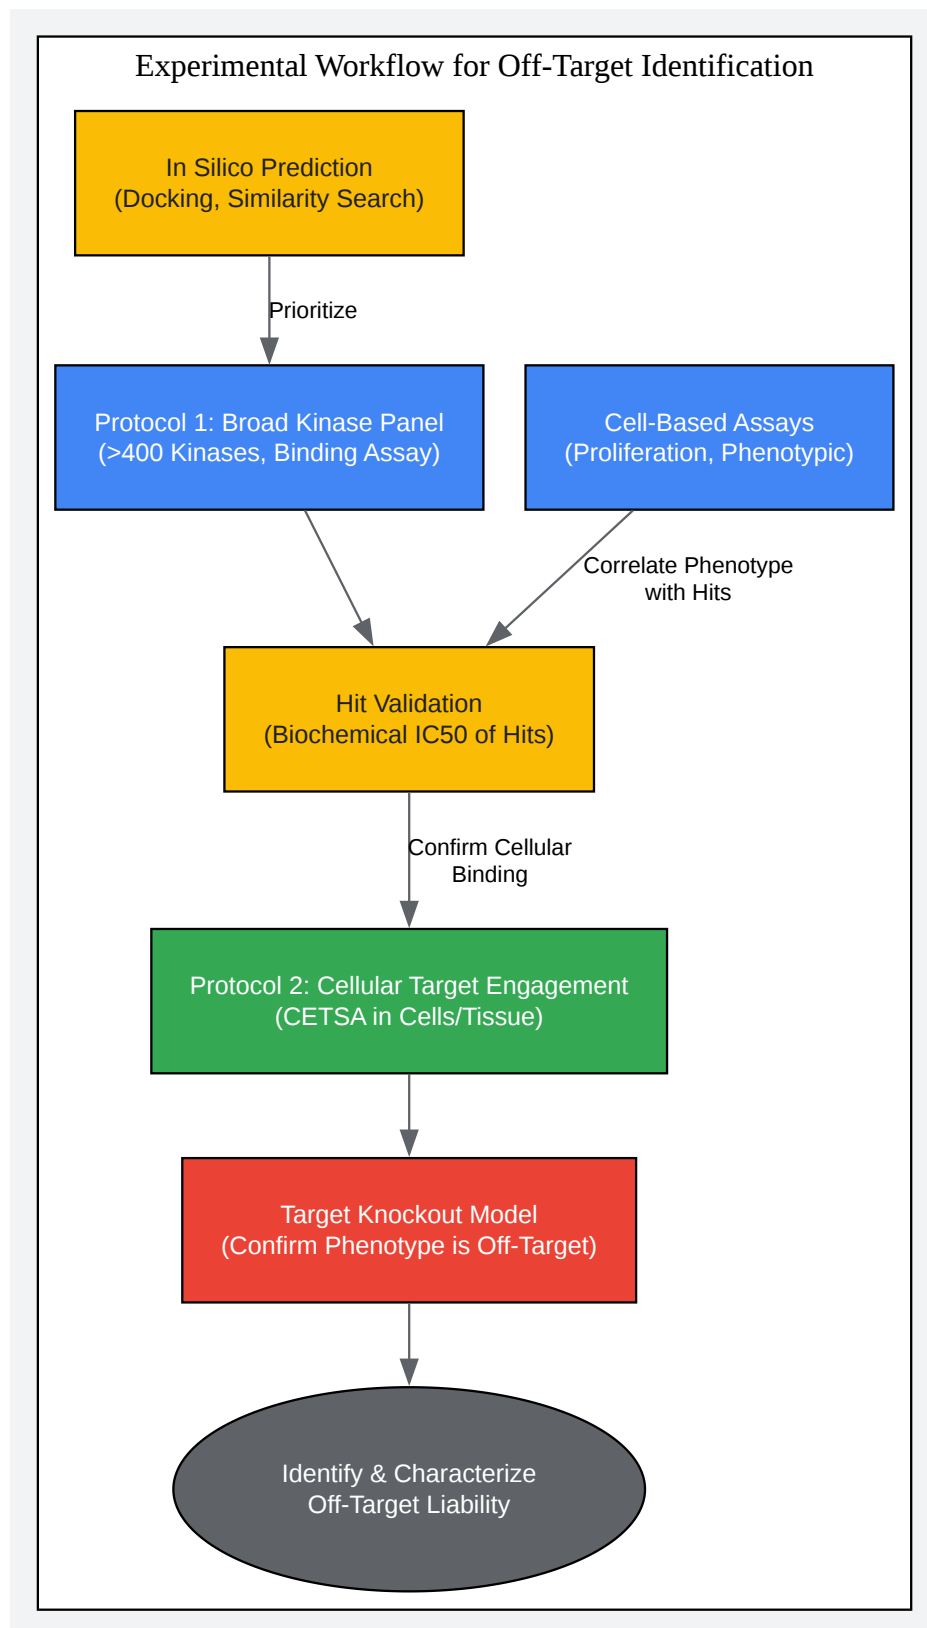 Experimental Workflow for Off-Target Identification
In Silico Prediction
(Docking, Similarity Search)
Prioritize
Protocol 1: Broad Kinase Panel
(>400 Kinases, Binding Assay)
Cell-Based Assays
(Proliferation, Phenotypic)
Correlate Phenotype
with Hits
Hit Validation
(Biochemical IC50 of Hits)
Confirm Cellular
Binding
Protocol 2: Cellular Target Engagement
(CETSA in Cells/Tissue)
Target Knockout Model
(Confirm Phenotype is Off-Target)
Identify & Characterize
Off-Target Liability